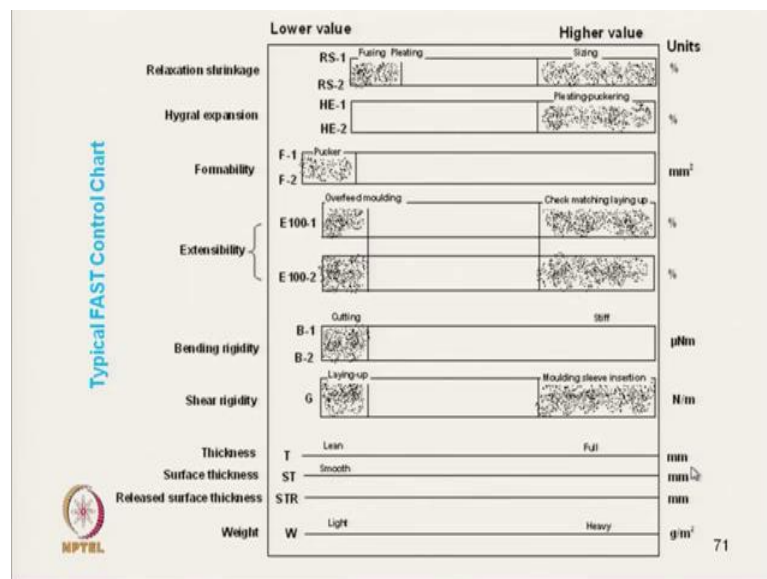 Lower value
Higher value
Units
Typical FAST Control Chart
Relaxation shrinkage
RS-1
RS-2
Fusing Pleating
Sizing
%
Hygral expansion
HE-1
HE-2
Pleating-puckering
%
Formability
F-1
F-2
Pucker
mm²
Extensibility
E100-1
Overfeed moulding
Check matching laying up
%
E100-2
%
Bending rigidity
B-1
B-2
Cutting
Stiff
µNm
Shear rigidity
G
Laying-up
Moulding sleeve insertion
N/m
Thickness
T
Lean
Full
mm
Surface thickness
ST
Smooth
mm
Released surface thickness
STR
mm
Weight
W
Light
Heavy
g/m²
NPTEL
71